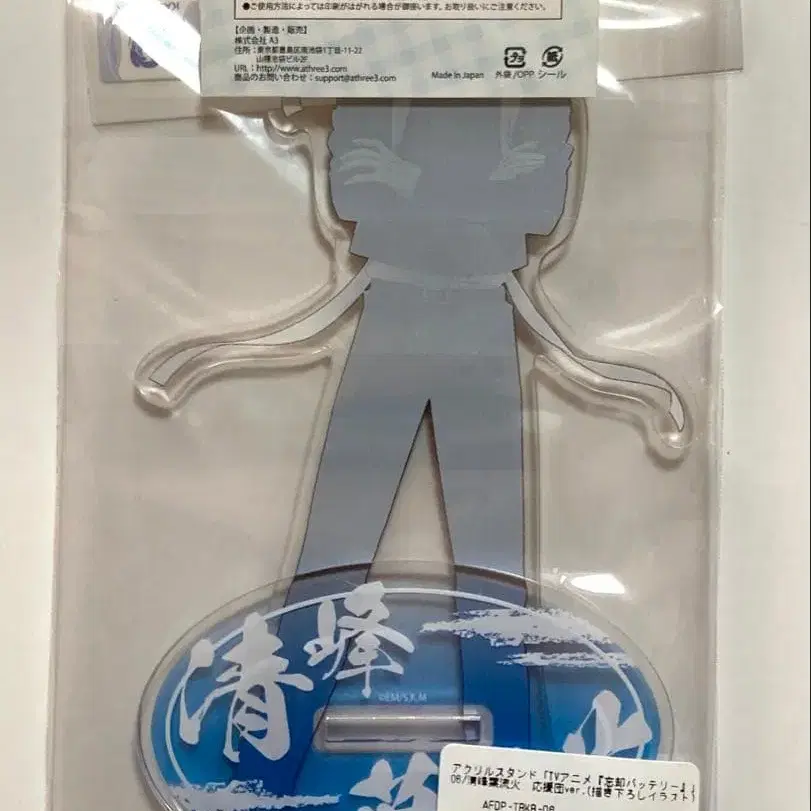 ●ご使用方法によっては印刷がはがれる場合が御座います。お取り扱いにご注意ください。
【企画・製造・販売】
株式会社 A3
住所：東京都豊島区南池袋1丁目-11-22
山種池袋ビル2F
URL：http://www.athree3.com
商品のお問い合わせ：support@athree3.com
Made In Japan
外袋/OPP シール
清峰
©EM/S,K,M
アクリルスタンド「TVアニメ『忘却バッテリー』
08/清峰葉流火 応援団ver.(描き下ろしイラスト)
AFDP-TBKB-08